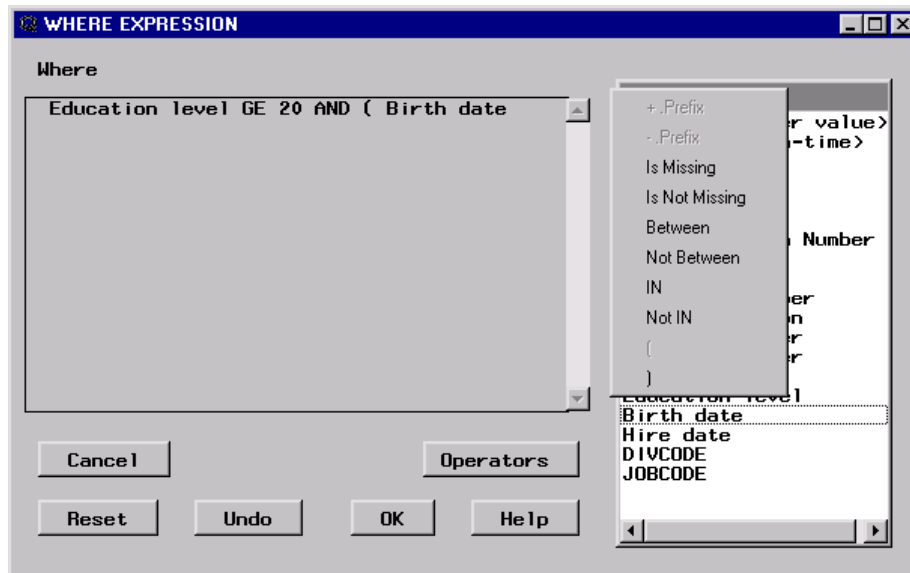 WHERE EXPRESSION
Where
Education level GE 20 AND ( Birth date
+ .Prefix
- .Prefix
Is Missing
Is Not Missing
Between
Not Between
IN
Not IN
(
)
r value>
-time>
Number
er
n
r
r
Education level
Birth date
Hire date
DIVCODE
JOBCODE
Cancel
Operators
Reset
Undo
OK
Help